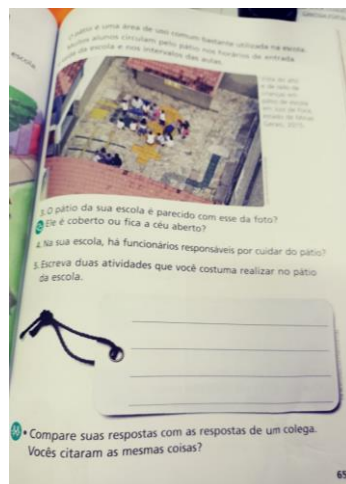 escola
O pátio é uma área de uso comum bastante utilizada na escola.
Muitos alunos circulam pelo pátio nos horários de entrada
da escola e nos intervalos das aulas.
3. O pátio da sua escola é parecido com esse da foto?
Ele é coberto ou fica a céu aberto?
4. Na sua escola, há funcionários responsáveis por cuidar do pátio?
5. Escreva duas atividades que você costuma realizar no pátio
da escola.
• Compare suas respostas com as respostas de um colega.
Vocês citaram as mesmas coisas?
65